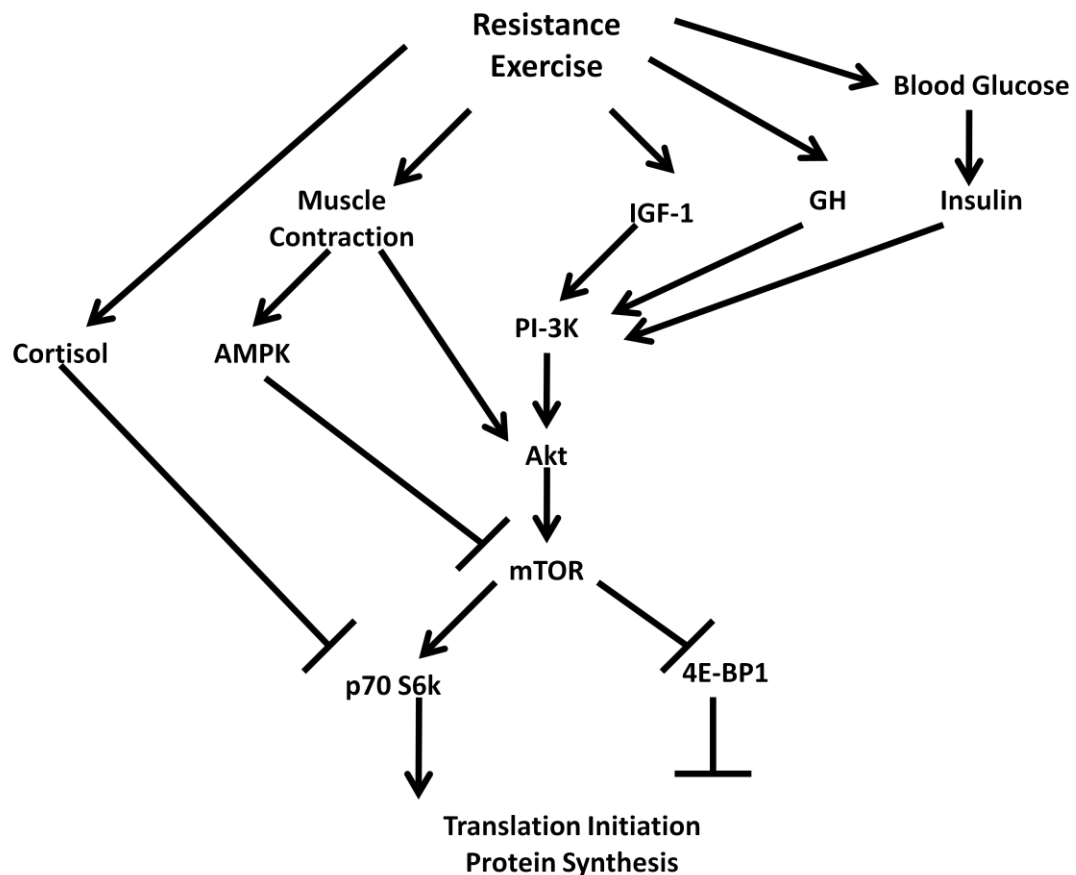 Resistance
Exercise
Blood Glucose
Muscle
Contraction
IGF-1
GH
Insulin
PI-3K
Cortisol
AMPK
Akt
mTOR
p70 S6k
4E-BP1
Translation Initiation
Protein Synthesis